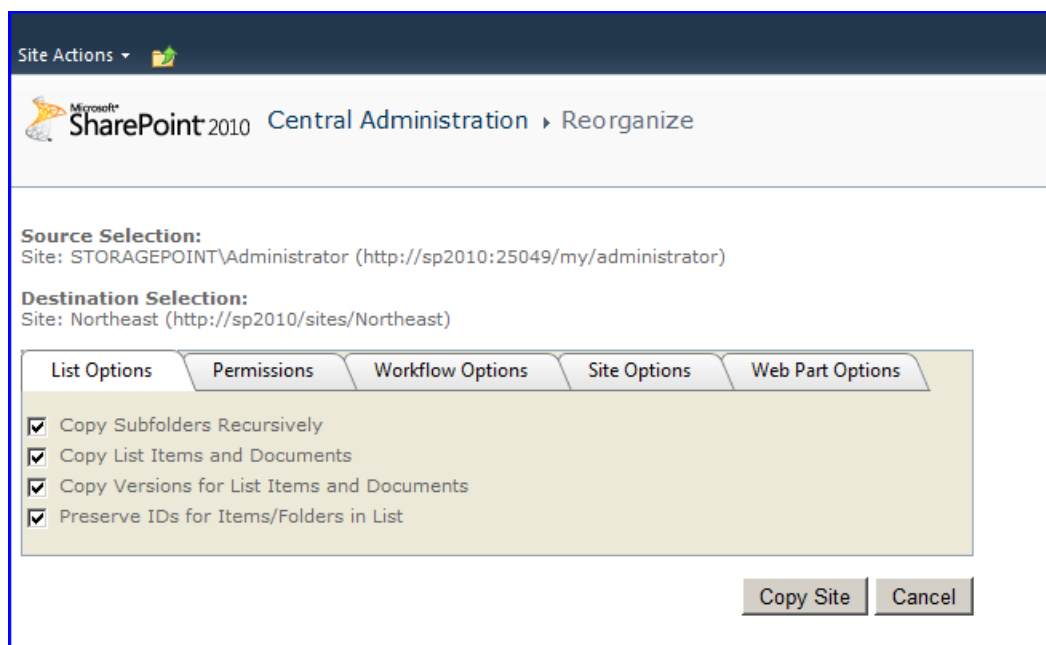 Site Actions
Microsoft
SharePoint 2010 Central Administration Reorganize
Source Selection:
Site: STORAGEPOINT\Administrator (http://sp2010:25049/my/administrator)
Destination Selection:
Site: Northeast (http://sp2010/sites/Northeast)
List Options Permissions Workflow Options Site Options Web Part Options
Copy Subfolders Recursively
Copy List Items and Documents
Copy Versions for List Items and Documents
Preserve IDs for Items/Folders in List
Copy Site Cancel